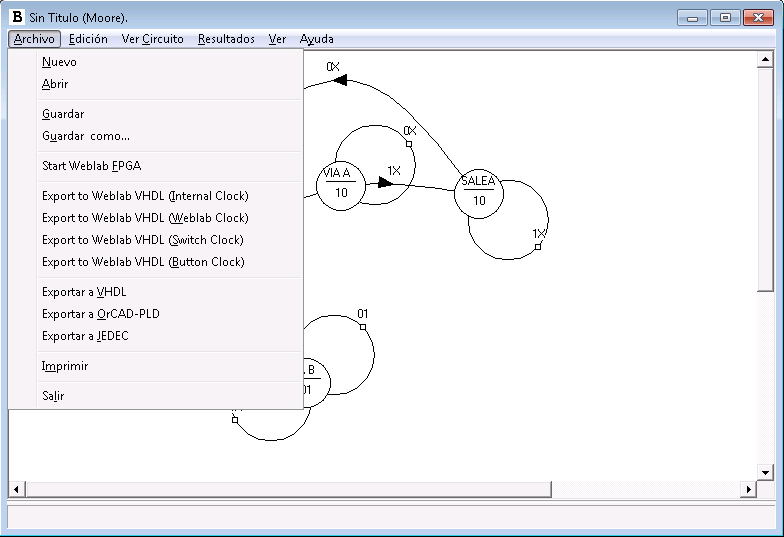 B Sin Titulo (Moore).
Archivo Edición Ver Circuito Resultados Ver Ayuda
Nuevo
Abrir
Guardar
Guardar como...
Start Weblab FPGA
Export to Weblab VHDL (Internal Clock)
Export to Weblab VHDL (Weblab Clock)
Export to Weblab VHDL (Switch Clock)
Export to Weblab VHDL (Button Clock)
Exportar a VHDL
Exportar a OrCAD-PLD
Exportar a JEDEC
Imprimir
Salir
0X
0X
VIA A
10
1X
SALEA
10
1X
01
B
01